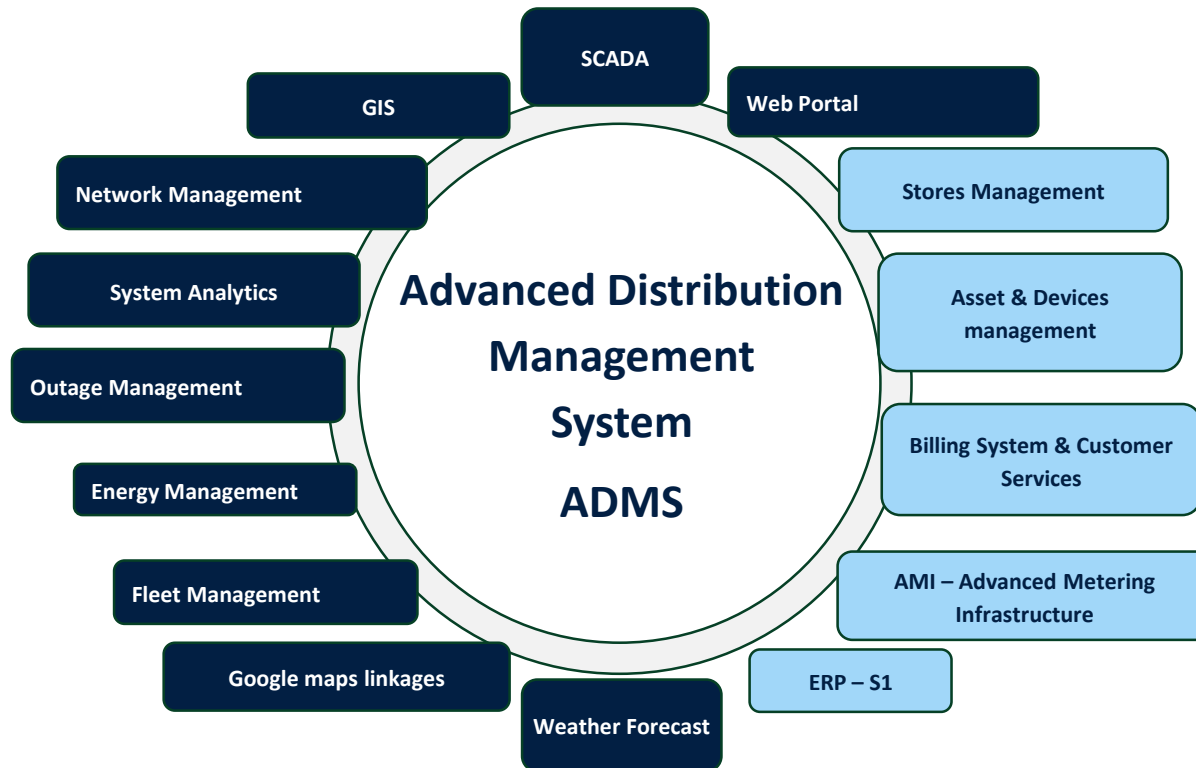 SCADA
GIS
Web Portal
Network Management
Stores Management
System Analytics
Asset & Devices
management
Advanced Distribution
Management
System
ADMS
Outage Management
Billing System & Customer
Services
Energy Management
AMI – Advanced Metering
Infrastructure
Fleet Management
Google maps linkages
ERP – S1
Weather Forecast